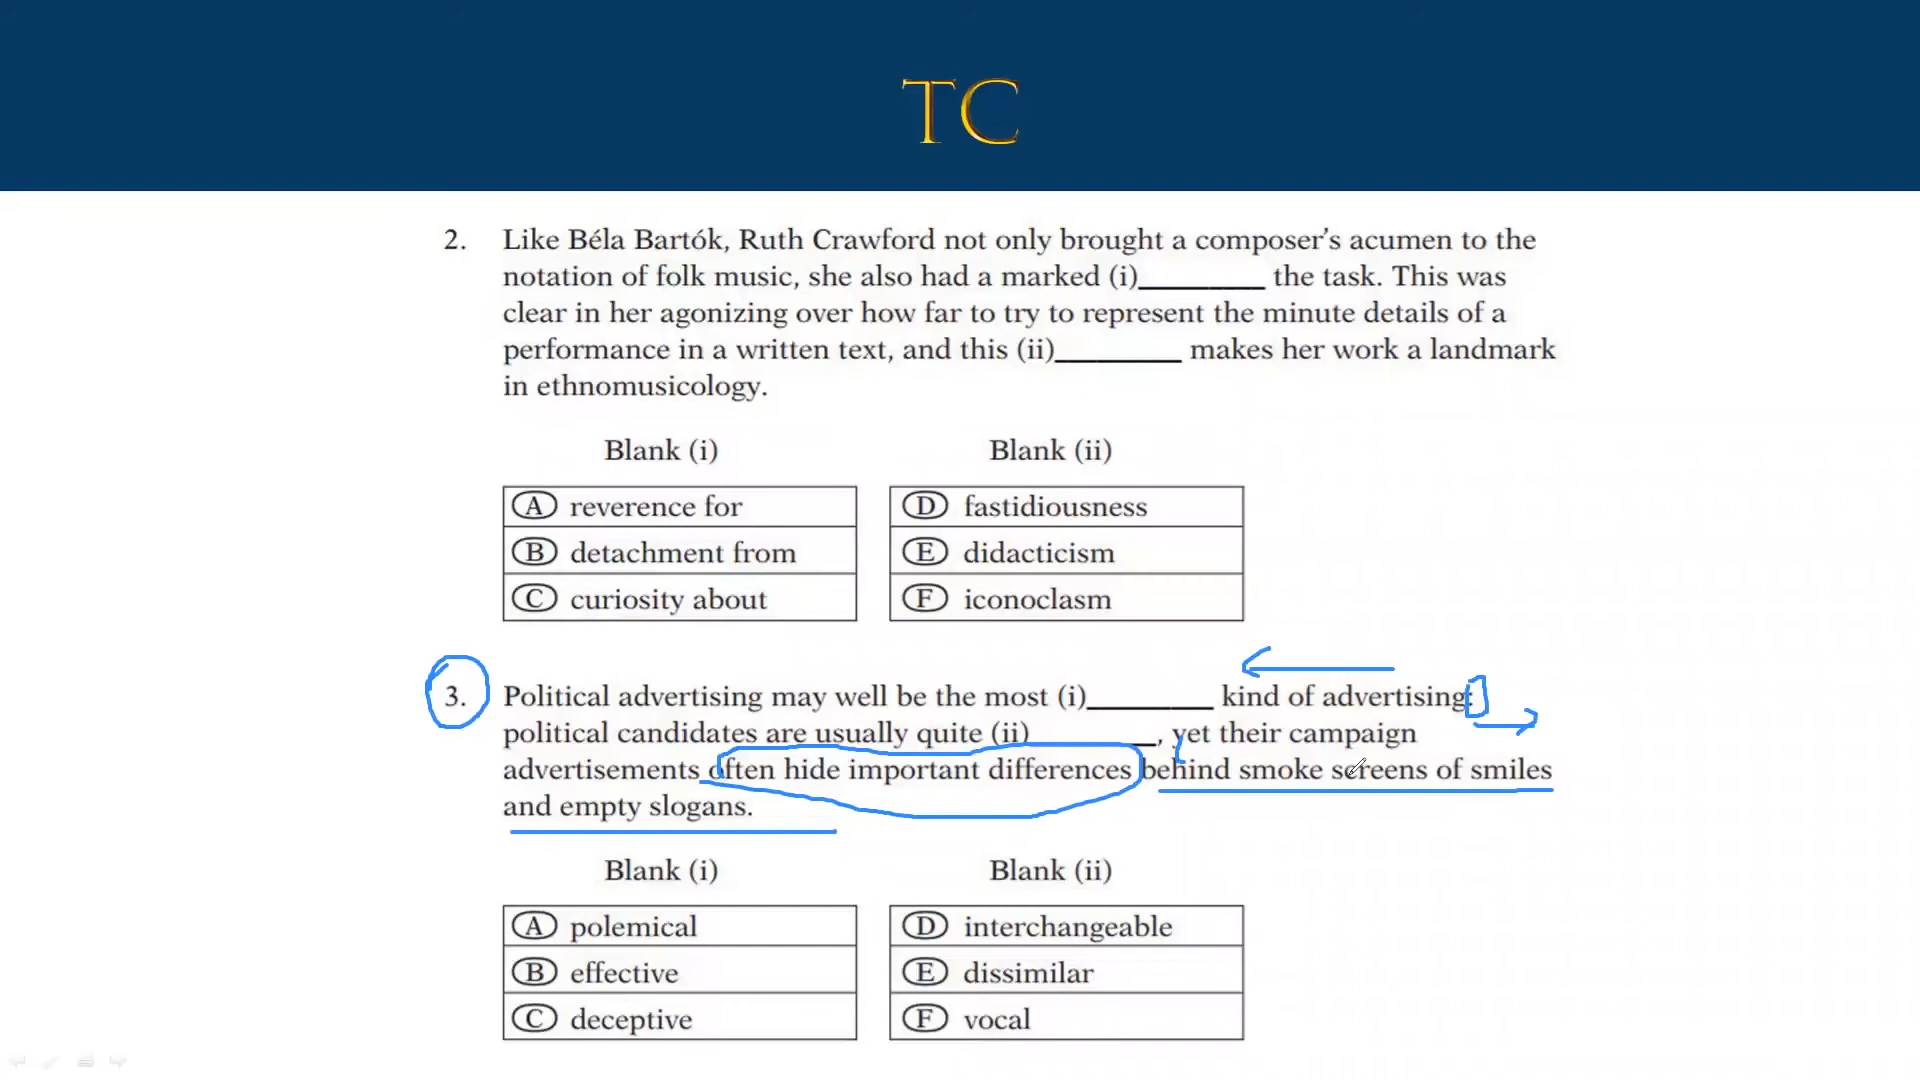 TC
2. Like Béla Bartók, Ruth Crawford not only brought a composer's acumen to the
notation of folk music, she also had a marked (i)_________ the task. This was
clear in her agonizing over how far to try to represent the minute details of a
performance in a written text, and this (ii)_________ makes her work a landmark
in ethnomusicology.
Blank (i) Blank (ii)
A reverence for D fastidiousness
B detachment from E didacticism
C curiosity about F iconoclasm
3. Political advertising may well be the most (i)_________ kind of advertising:
political candidates are usually quite (ii)_________, yet their campaign
advertisements often hide important differences behind smoke screens of smiles
and empty slogans.
Blank (i) Blank (ii)
A polemical D interchangeable
B effective E dissimilar
C deceptive F vocal